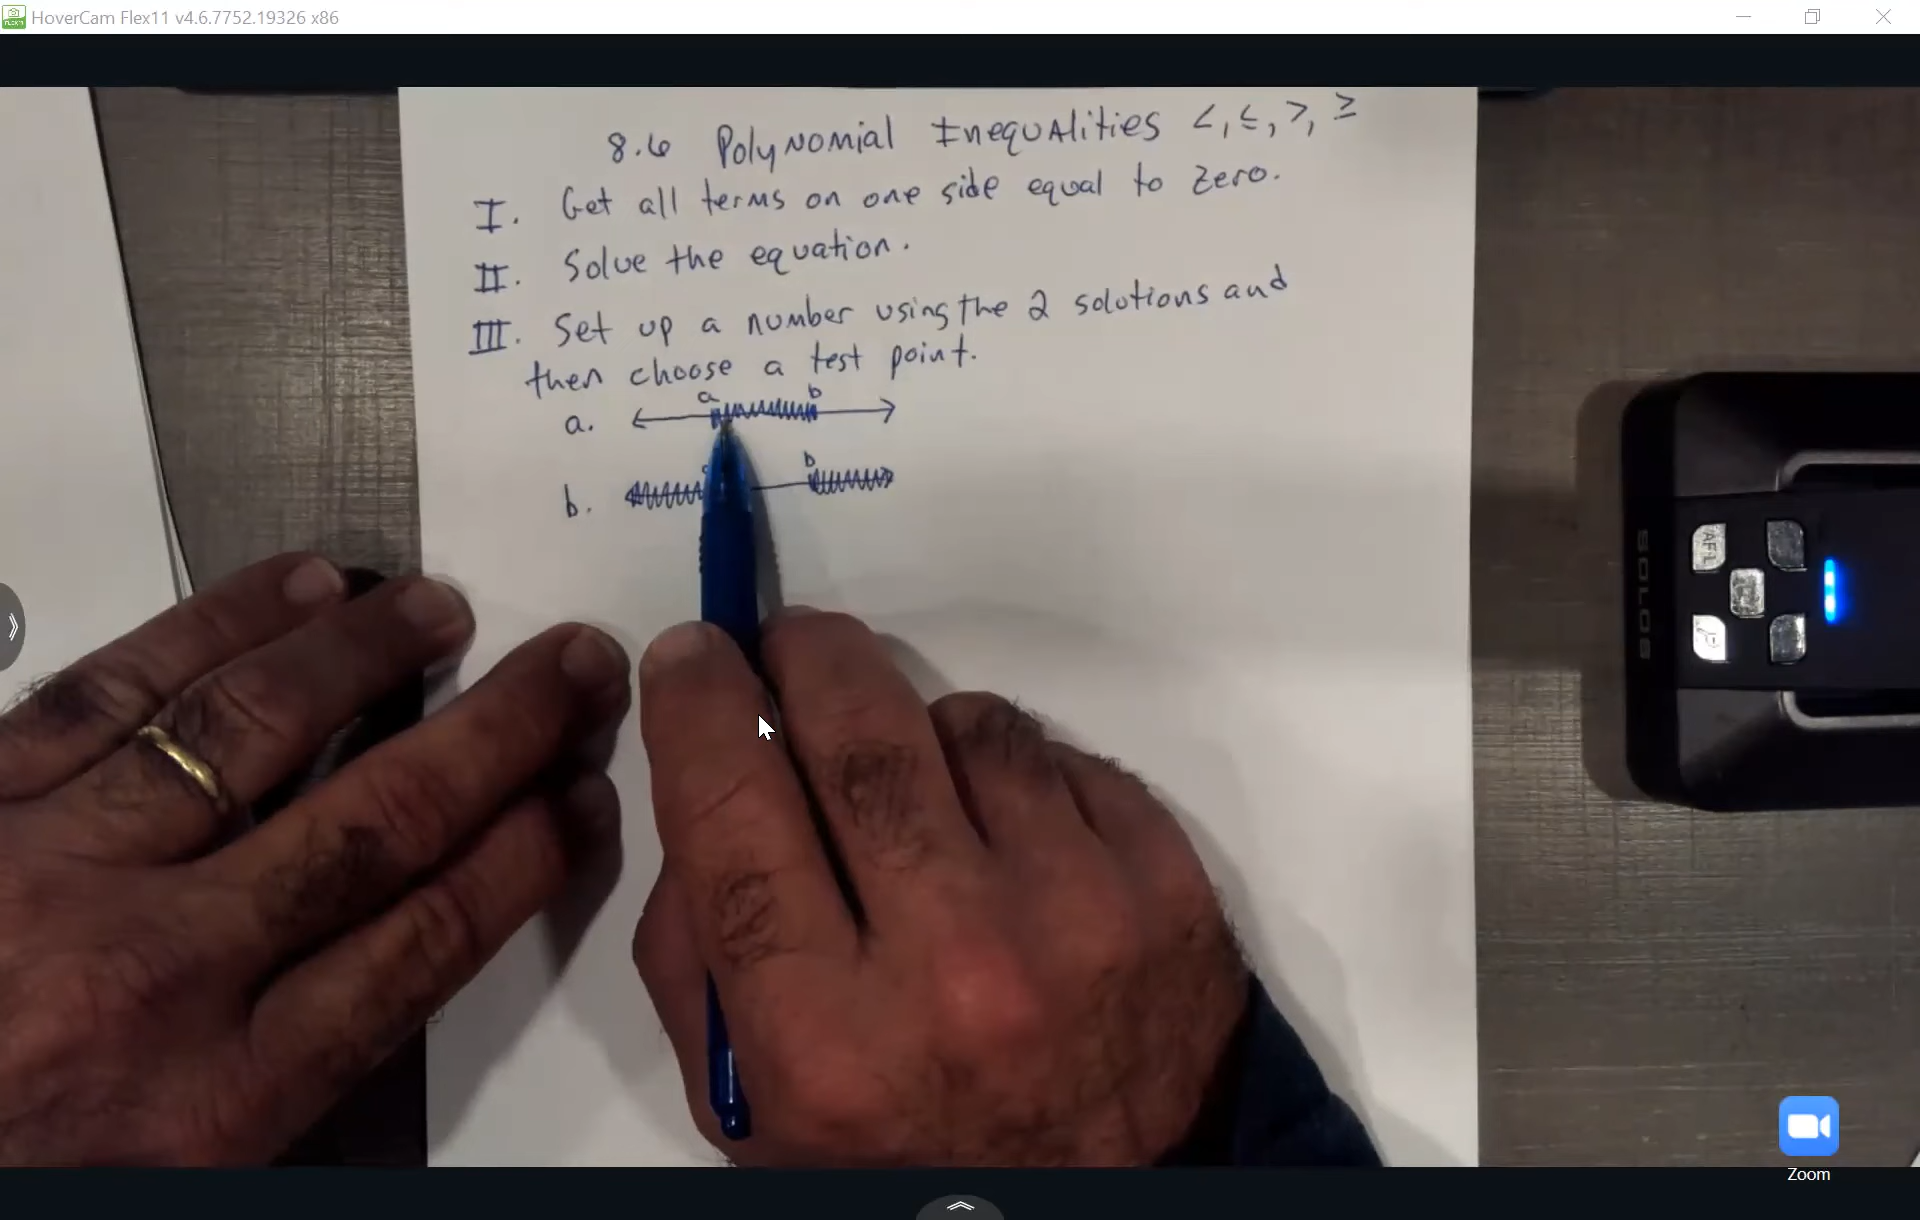 HoverCam Flex11 v4.6.7752.19326 x86
8.6 Polynomial Inequalities <, ≤, >, ≥
I. Get all terms on one side equal to zero.
II. Solve the equation.
III. Set up a number using the 2 solutions and
then choose a test point.
a b
a.
b
b.
SOLO8
AF
Zoom